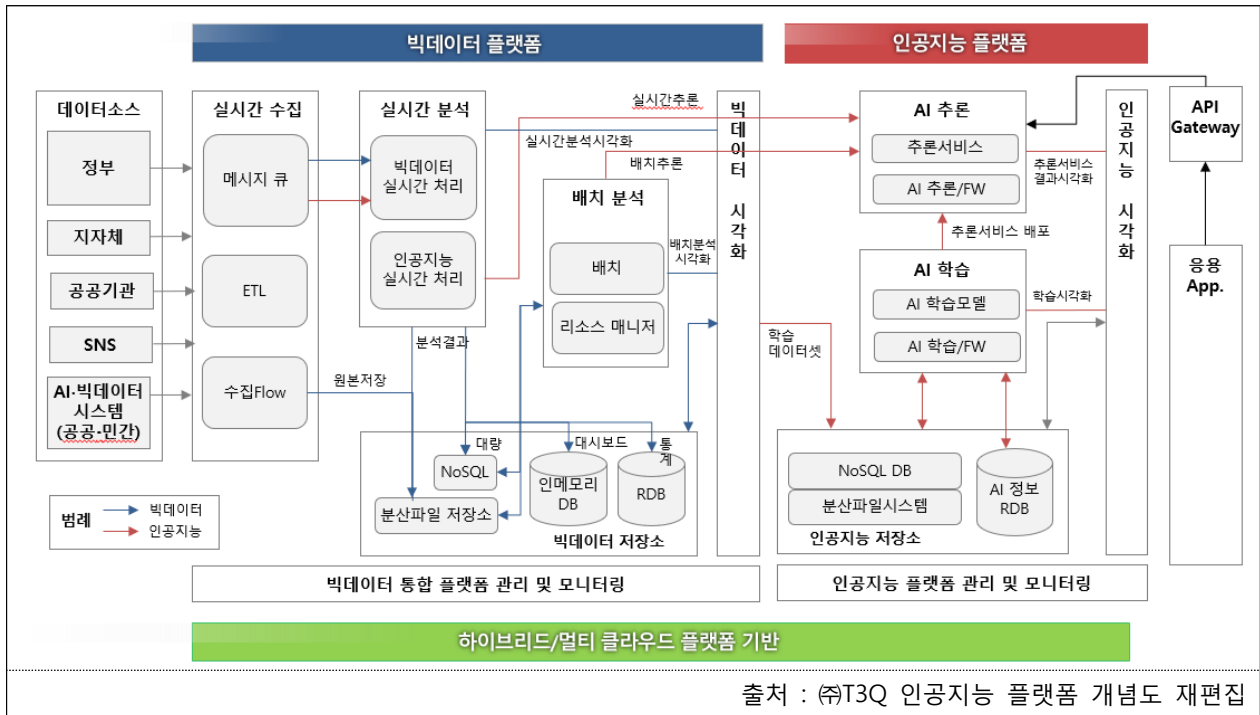 빅데이터 플랫폼
인공지능 플랫폼
데이터소스
정부
지자체
공공기관
SNS
AI·빅데이터
시스템
(공공·민간)
실시간 수집
메시지 큐
ETL
수집Flow
실시간 분석
빅데이터
실시간 처리
인공지능
실시간 처리
실시간추론
실시간분석시각화
배치추론
배치 분석
배치
리소스 매니저
배치분석
시각화
분석결과
원본저장
빅데이터 시각화
대량
대시보드
통계
NoSQL
분산파일 저장소
인메모리
DB
RDB
빅데이터 저장소
학습
데이터셋
AI 추론
추론서비스
AI 추론/FW
추론서비스
결과시각화
추론서비스 배포
AI 학습
AI 학습모델
AI 학습/FW
학습시각화
NoSQL DB
분산파일시스템
AI 정보
RDB
인공지능 저장소
인공지능 시각화
API
Gateway
응용
App.
범례
빅데이터
인공지능
빅데이터 통합 플랫폼 관리 및 모니터링
인공지능 플랫폼 관리 및 모니터링
하이브리드/멀티 클라우드 플랫폼 기반
출처 : ㈜T3Q 인공지능 플랫폼 개념도 재편집